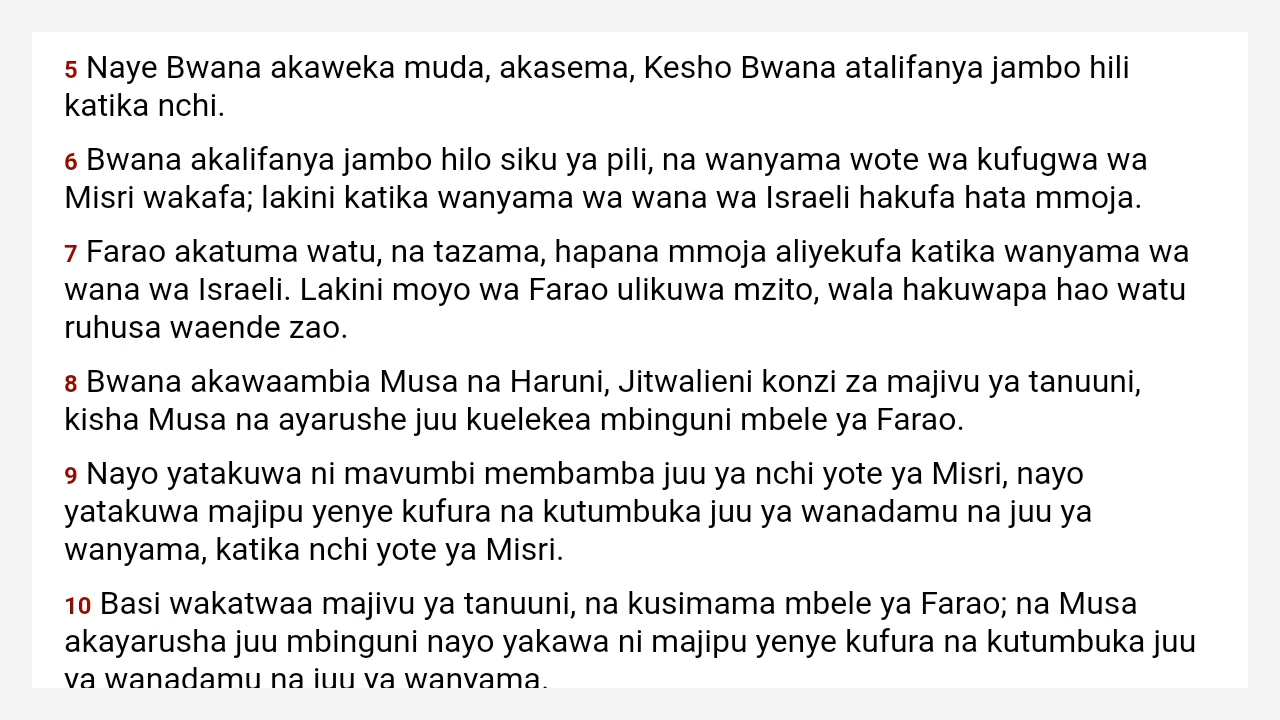 5 Naye Bwana akaweka muda, akasema, Kesho Bwana atalifanya jambo hili
katika nchi.
6 Bwana akalifanya jambo hilo siku ya pili, na wanyama wote wa kufugwa wa
Misri wakafa; lakini katika wanyama wa wana wa Israeli hakufa hata mmoja.
7 Farao akatuma watu, na tazama, hapana mmoja aliyekufa katika wanyama wa
wana wa Israeli. Lakini moyo wa Farao ulikuwa mzito, wala hakuwapa hao watu
ruhusa waende zao.
8 Bwana akawaambia Musa na Haruni, Jitwalieni konzi za majivu ya tanuuni,
kisha Musa na ayarushe juu kuelekea mbinguni mbele ya Farao.
9 Nayo yatakuwa ni mavumbi membamba juu ya nchi yote ya Misri, nayo
yatakuwa majipu yenye kufura na kutumbuka juu ya wanadamu na juu ya
wanyama, katika nchi yote ya Misri.
10 Basi wakatwaa majivu ya tanuuni, na kusimama mbele ya Farao; na Musa
akayarusha juu mbinguni nayo yakawa ni majipu yenye kufura na kutumbuka juu
ya wanadamu na juu ya wanyama.